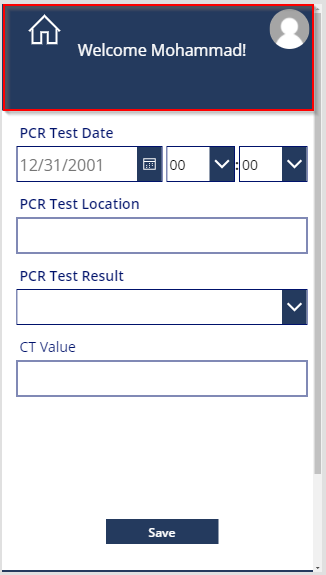 Welcome Mohammad!
PCR Test Date
12/31/2001 00 : 00
PCR Test Location
PCR Test Result
CT Value
Save